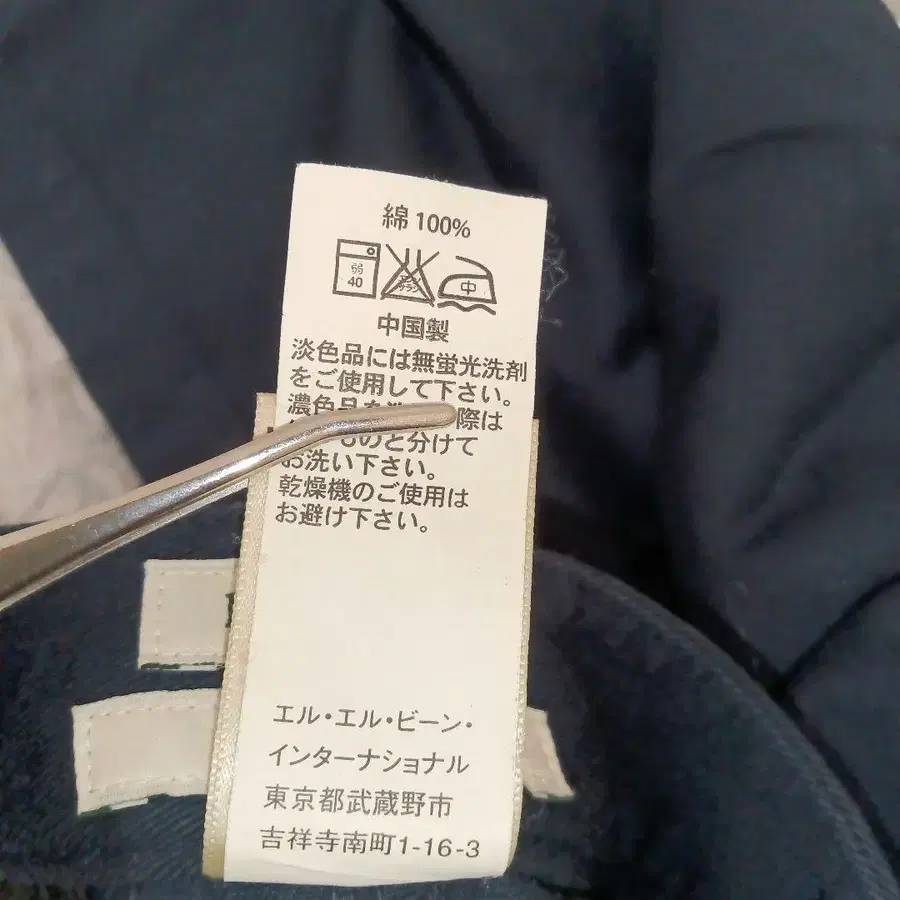 綿 100%
弱
40
中
中国製
淡色品には無蛍光洗剤
をご使用して下さい。
濃色品 際は
ものと分けて
お洗い下さい。
乾燥機のご使用は
お避け下さい。
エル・エル・ビーン・
インターナショナル
東京都武蔵野市
吉祥寺南町1-16-3